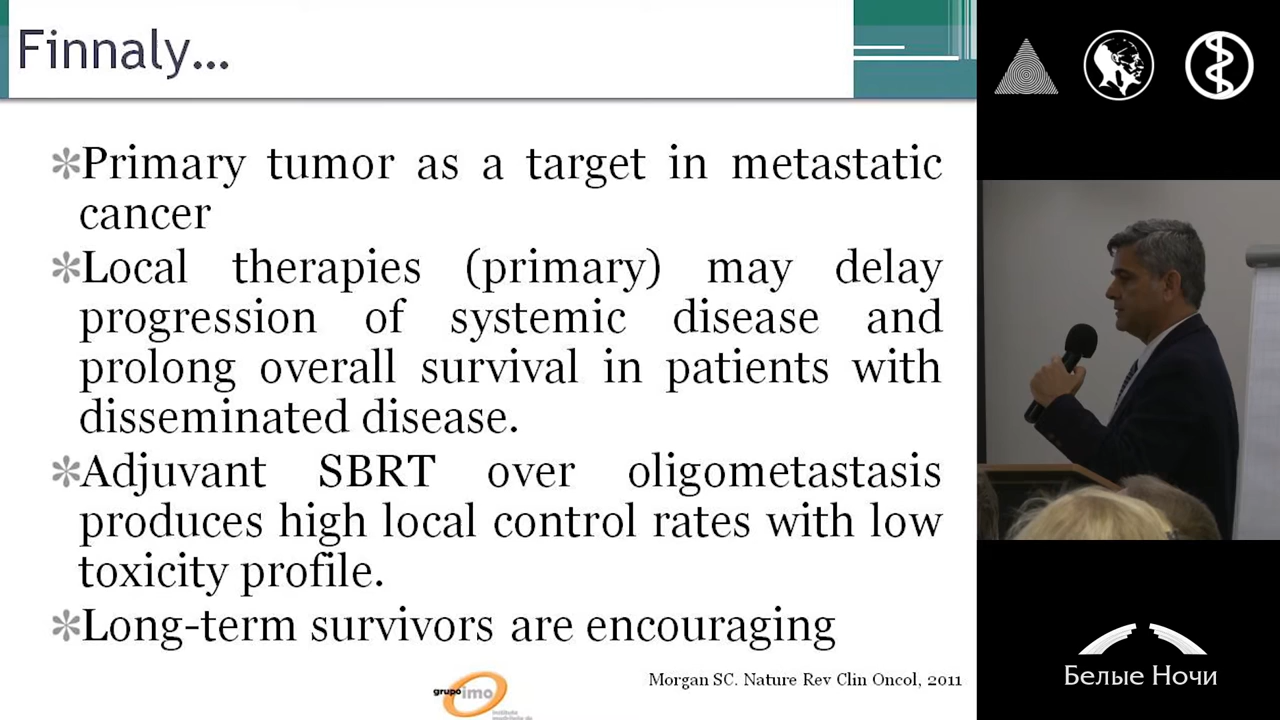 Finnaly...
✼Primary tumor as a target in metastatic
cancer
✼Local therapies (primary) may delay
progression of systemic disease and
prolong overall survival in patients with
disseminated disease.
✼Adjuvant SBRT over oligometastasis
produces high local control rates with low
toxicity profile.
✼Long-term survivors are encouraging
Morgan SC. Nature Rev Clin Oncol, 2011
grupo imo
Белые Ночи